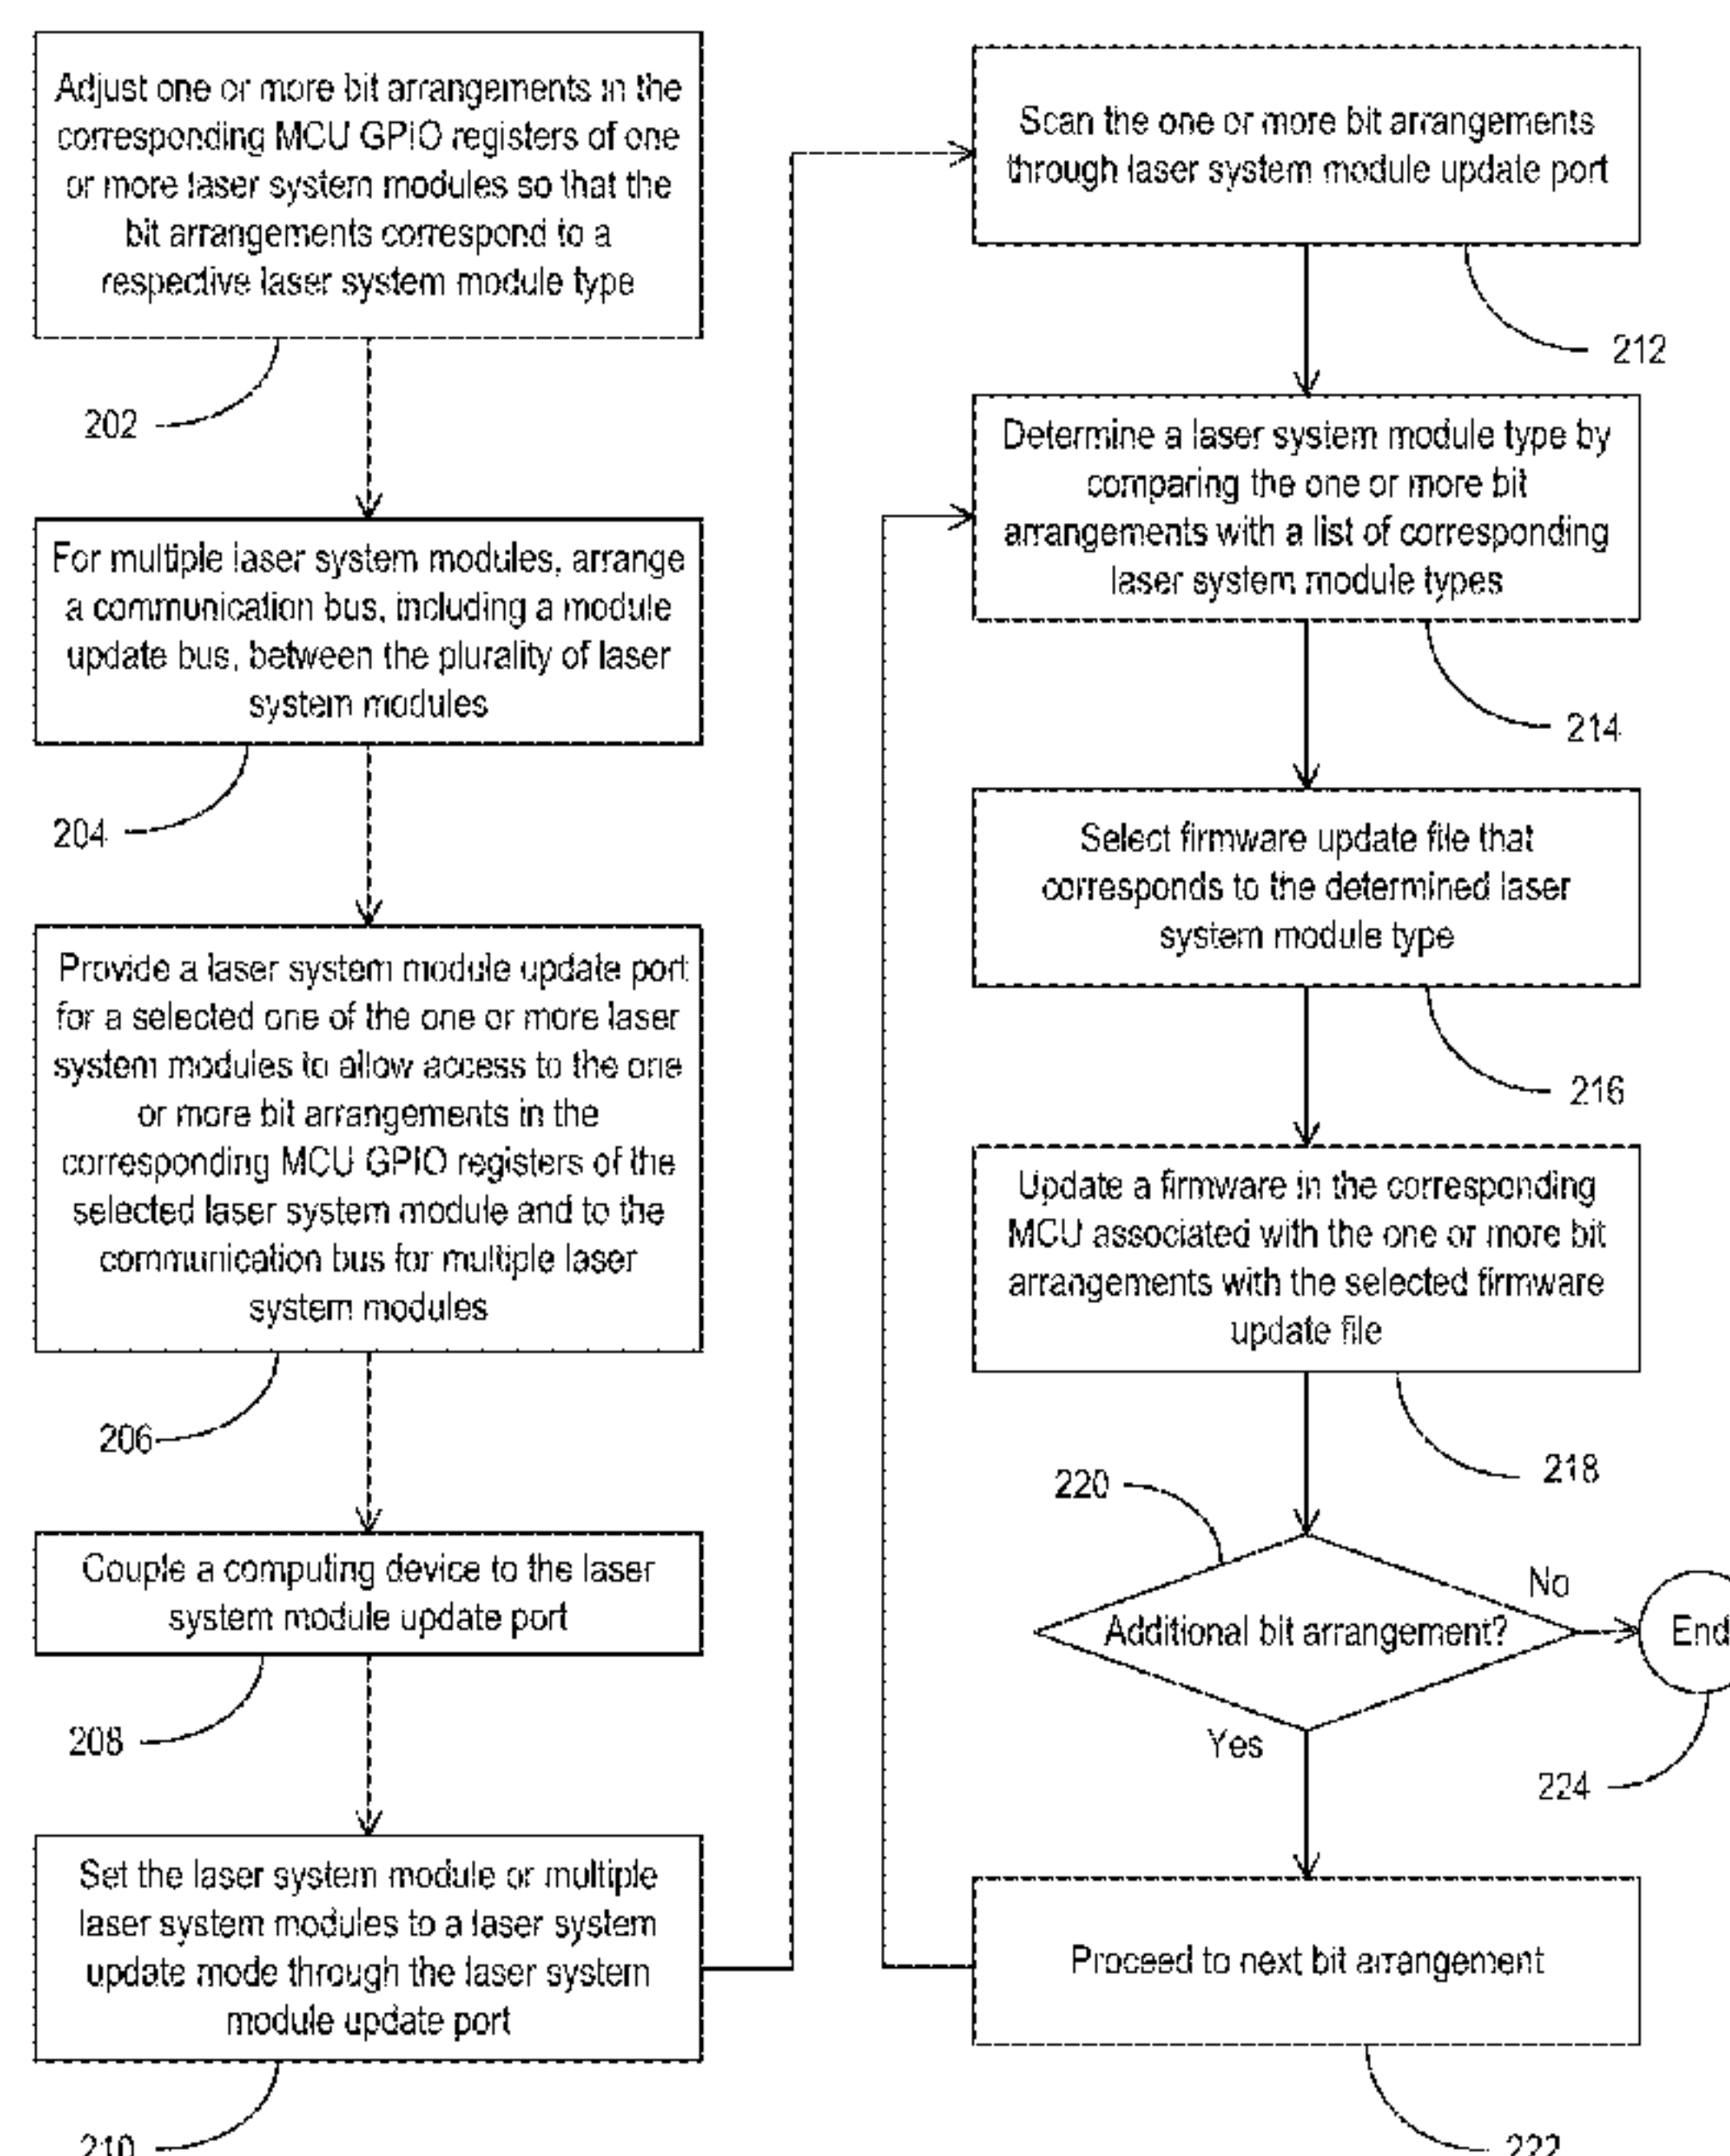 Adjust one or more bit arrangements in the
corresponding MCU GPIO registers of one
or more laser system modules so that the
bit arrangements correspond to a
respective laser system module type
202
For multiple laser system modules, arrange
a communication bus, including a module
update bus, between the plurality of laser
system modules
204
Provide a laser system module update port
for a selected one of the one or more laser
system modules to allow access to the one
or more bit arrangements in the
corresponding MCU GPIO registers of the
selected laser system module and to the
communication bus for multiple laser
system modules
206
Couple a computing device to the laser
system module update port
208
Set the laser system module or multiple
laser system modules to a laser system
update mode through the laser system
module update port
210
Scan the one or more bit arrangements
through laser system module update port
212
Determine a laser system module type by
comparing the one or more bit
arrangements with a list of corresponding
laser system module types
214
Select firmware update file that
corresponds to the determined laser
system module type
216
Update a firmware in the corresponding
MCU associated with the one or more bit
arrangements with the selected firmware
update file
218
220
No
Additional bit arrangement?
End
Yes
224
Proceed to next bit arrangement
222